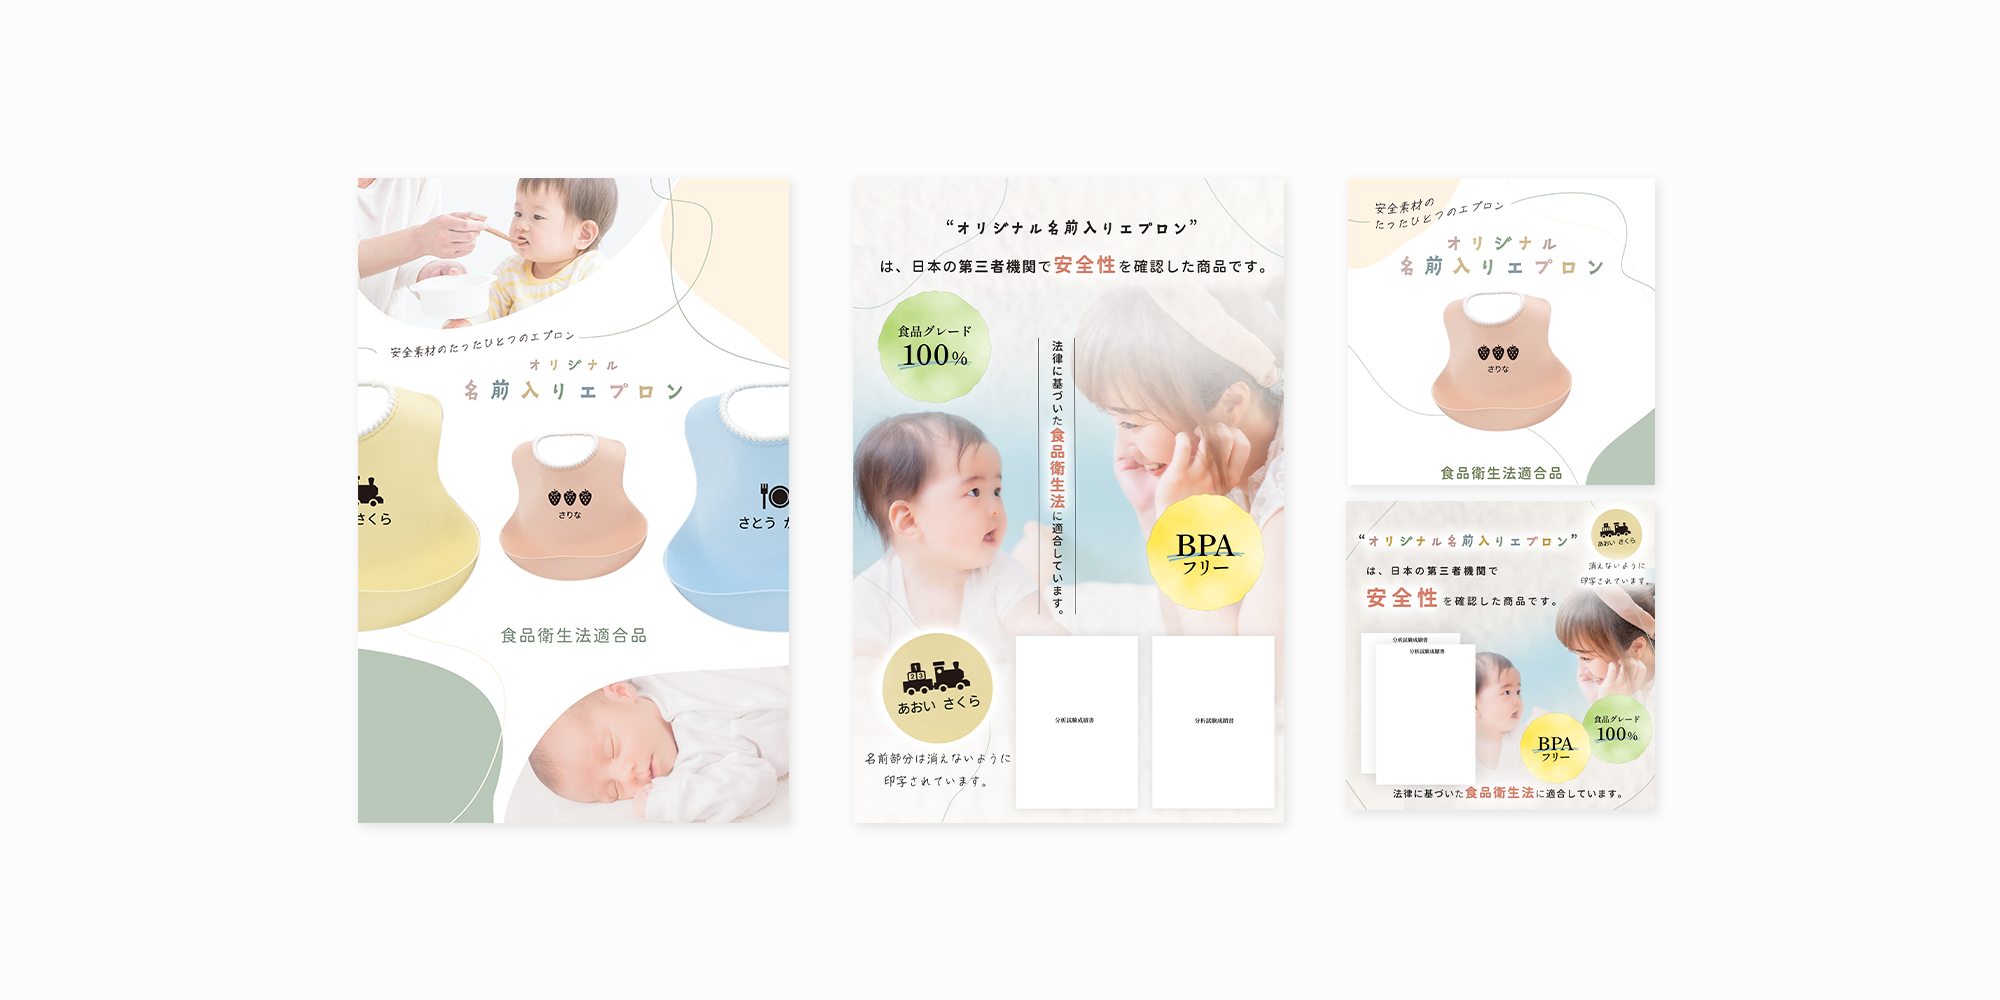 安全素材のたったひとつのエプロン
オリジナル
名前入りエプロン
さくら
さりな
さとう か
食品衛生法適合品
“オリジナル名前入りエプロン”
は、日本の第三者機関で安全性を確認した商品です。
食品グレード
100%
法律に基づいた食品衛生法に適合しています。
BPA
フリー
1
2 3
あおい さくら
名前部分は消えないように
印字されています。
分析試験成績書
分析試験成績書
安全素材の
たったひとつのエプロン
オリジナル
名前入りエプロン
さりな
食品衛生法適合品
“オリジナル名前入りエプロン”
あおい さくら
消えないように
印字されています。
は、日本の第三者機関で
安全性を確認した商品です。
分析試験成績書
分析試験成績書
食品グレード
100%
BPA
フリー
法律に基づいた食品衛生法に適合しています。